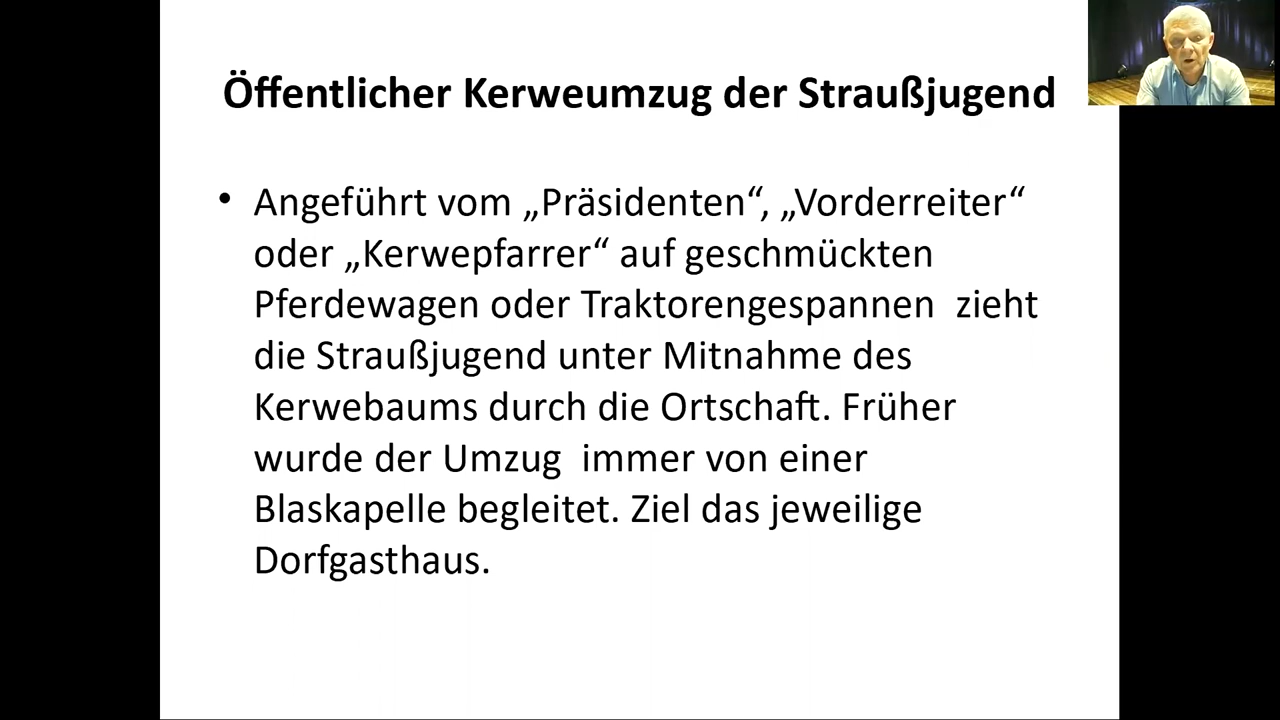 Öffentlicher Kerweumzug der Straußjugend
• Angeführt vom „Präsidenten“, „Vorderreiter“
oder „Kerwepfarrer“ auf geschmückten
Pferdewagen oder Traktorengespannen  zieht
die Straußjugend unter Mitnahme des
Kerwebaums durch die Ortschaft. Früher
wurde der Umzug  immer von einer
Blaskapelle begleitet. Ziel das jeweilige
Dorfgasthaus.